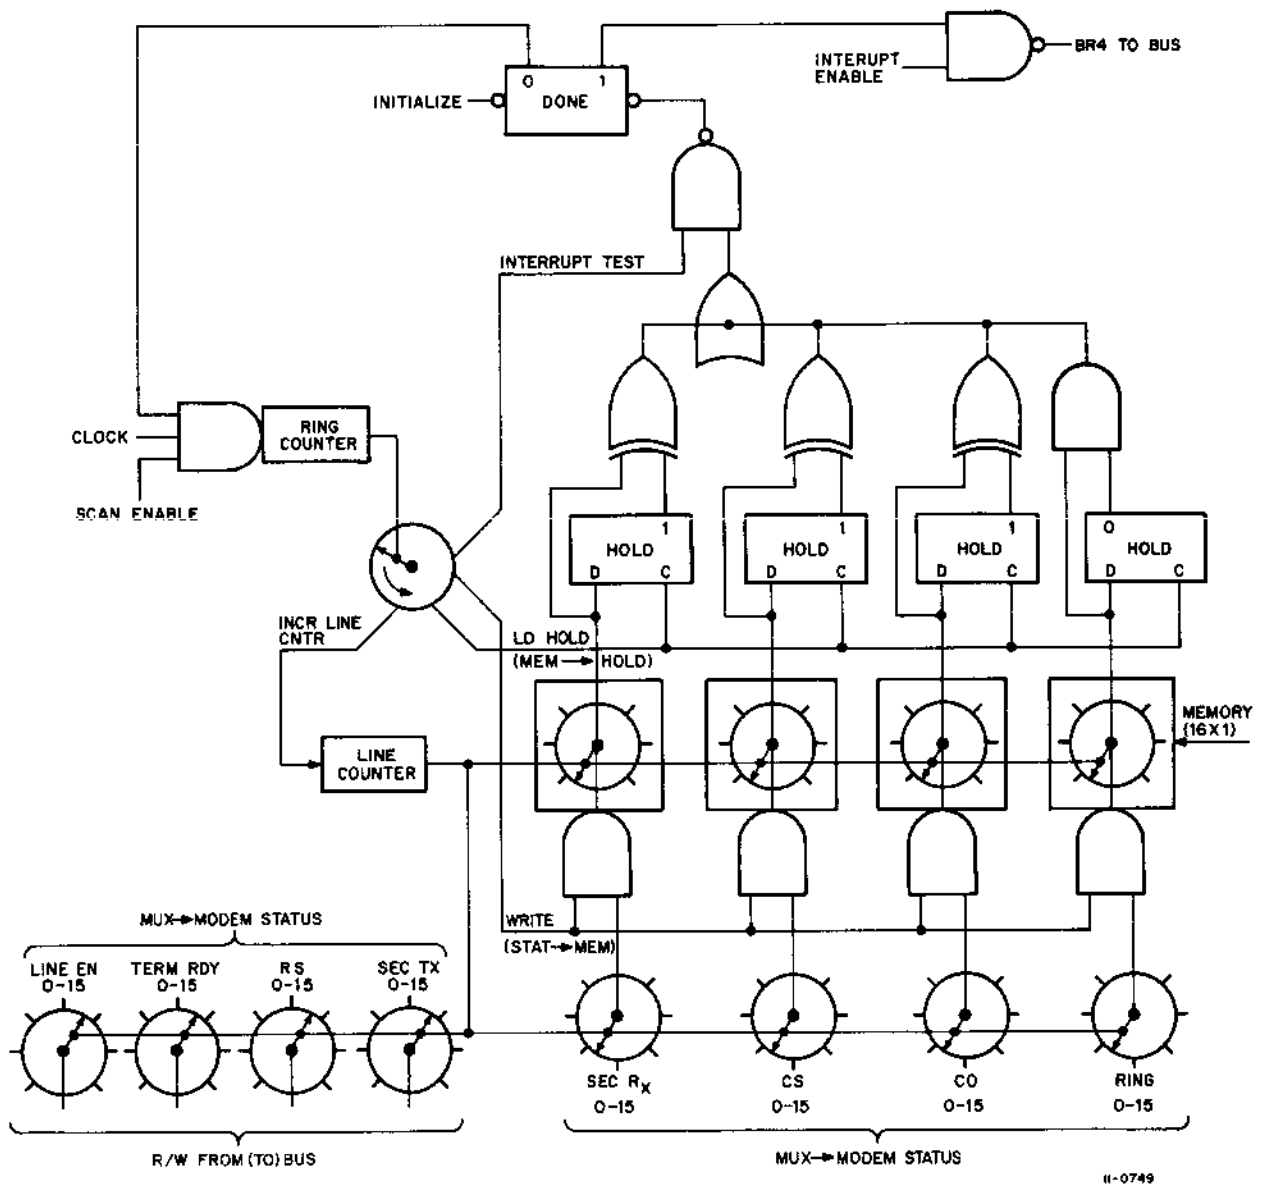 0 1
DONE
INITIALIZE
INTERUPT
ENABLE
BR4 TO BUS
INTERRUPT TEST
CLOCK
RING
COUNTER
SCAN ENABLE
1
HOLD
D C
1
HOLD
D C
1
HOLD
D C
0
HOLD
D C
INCR LINE
CNTR
LD HOLD
(MEM → HOLD)
MEMORY
(16X1)
LINE
COUNTER
WRITE
(STAT→MEM)
MUX→MODEM STATUS
LINE EN
0-15
TERM RDY
0-15
RS
0-15
SEC TX
0-15
R/W FROM (TO) BUS
SEC RX
0-15
CS
0-15
CO
0-15
RING
0-15
MUX→MODEM STATUS
11-0749